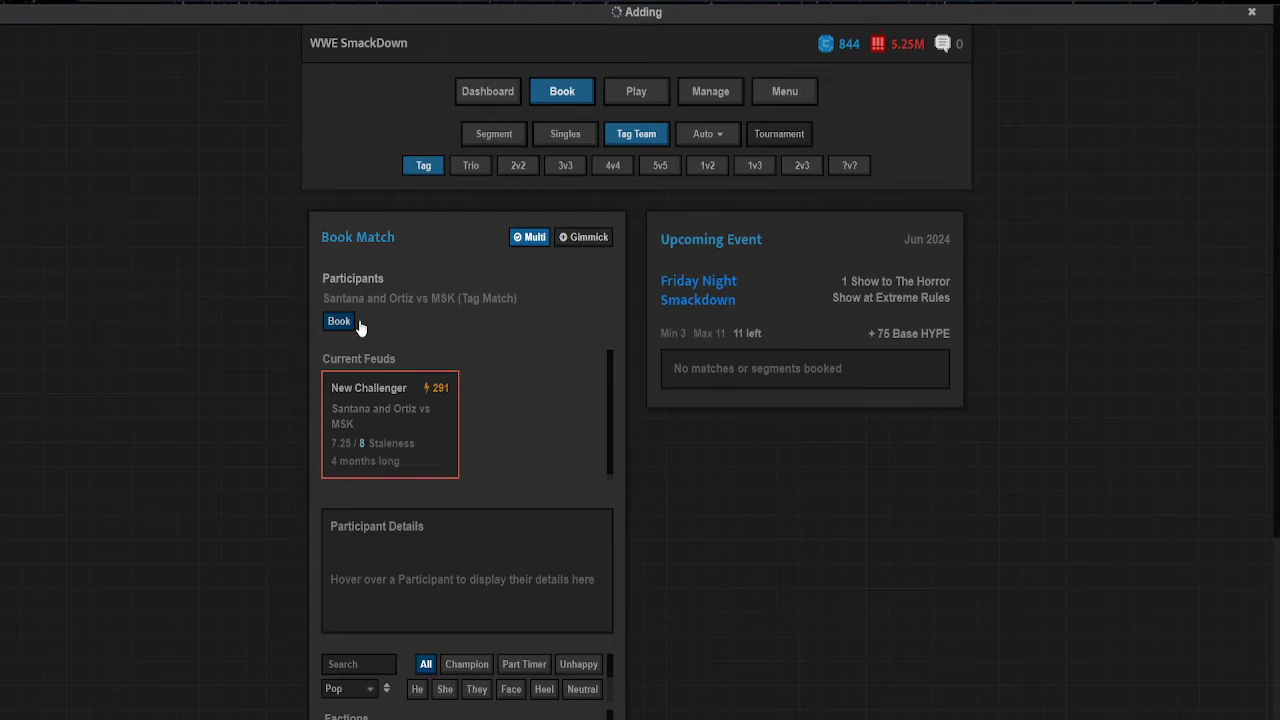 Adding
WWE SmackDown
844 5.25M 0
Dashboard Book Play Manage Menu
Segment Singles Tag Team Auto Tournament
Tag Trio 2v2 3v3 4v4 5v5 1v2 1v3 2v3 ?v?
Book Match Multi Gimmick
Participants
Santana and Ortiz vs MSK (Tag Match)
Book
Current Feuds
New Challenger 291
Santana and Ortiz vs
MSK
7.25 / 8 Staleness
4 months long
Participant Details
Hover over a Participant to display their details here
Search All Champion Part Timer Unhappy
Pop He She They Face Heel Neutral
Factions
Upcoming Event Jun 2024
Friday Night
Smackdown
1 Show to The Horror
Show at Extreme Rules
Min 3 Max 11 11 left + 75 Base HYPE
No matches or segments booked